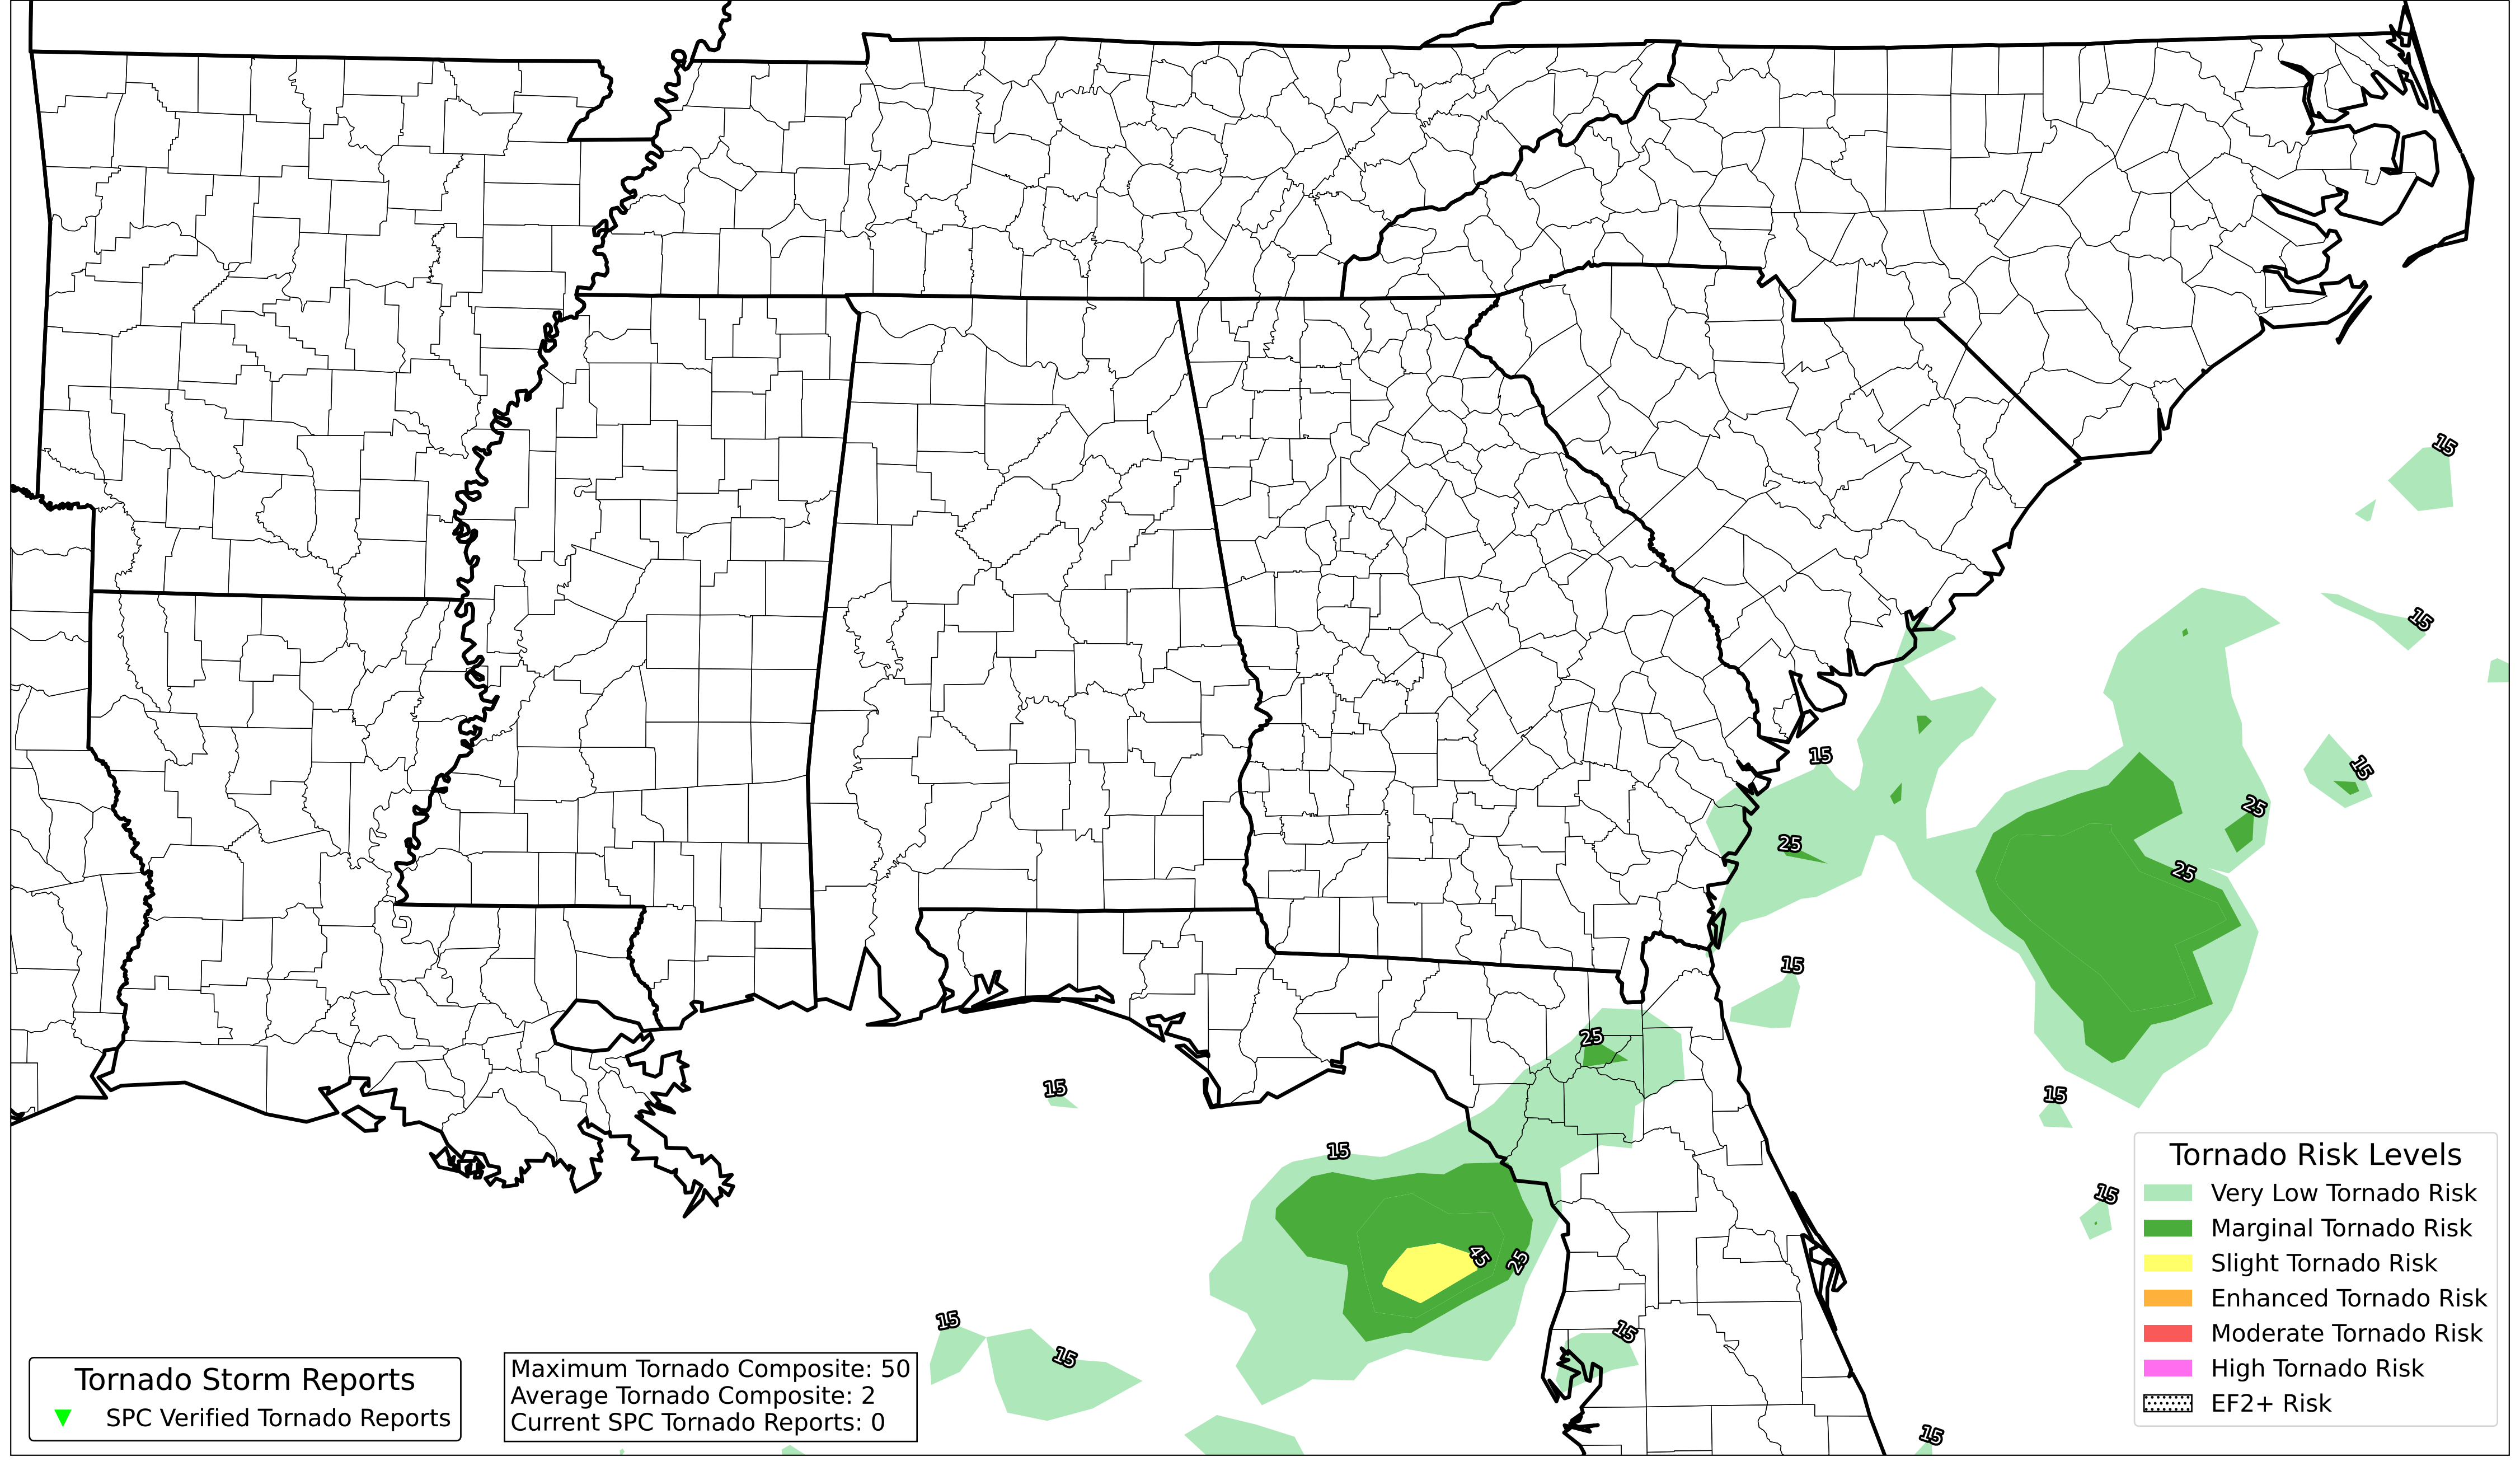 15
15
15
15
25
25
25
15
15
25
15
15
15
15
45
25
15
15
15
15
Tornado Risk Levels
Very Low Tornado Risk
Marginal Tornado Risk
Slight Tornado Risk
Enhanced Tornado Risk
Moderate Tornado Risk
High Tornado Risk
EF2+ Risk
Tornado Storm Reports
SPC Verified Tornado Reports
Maximum Tornado Composite: 50
Average Tornado Composite: 2
Current SPC Tornado Reports: 0